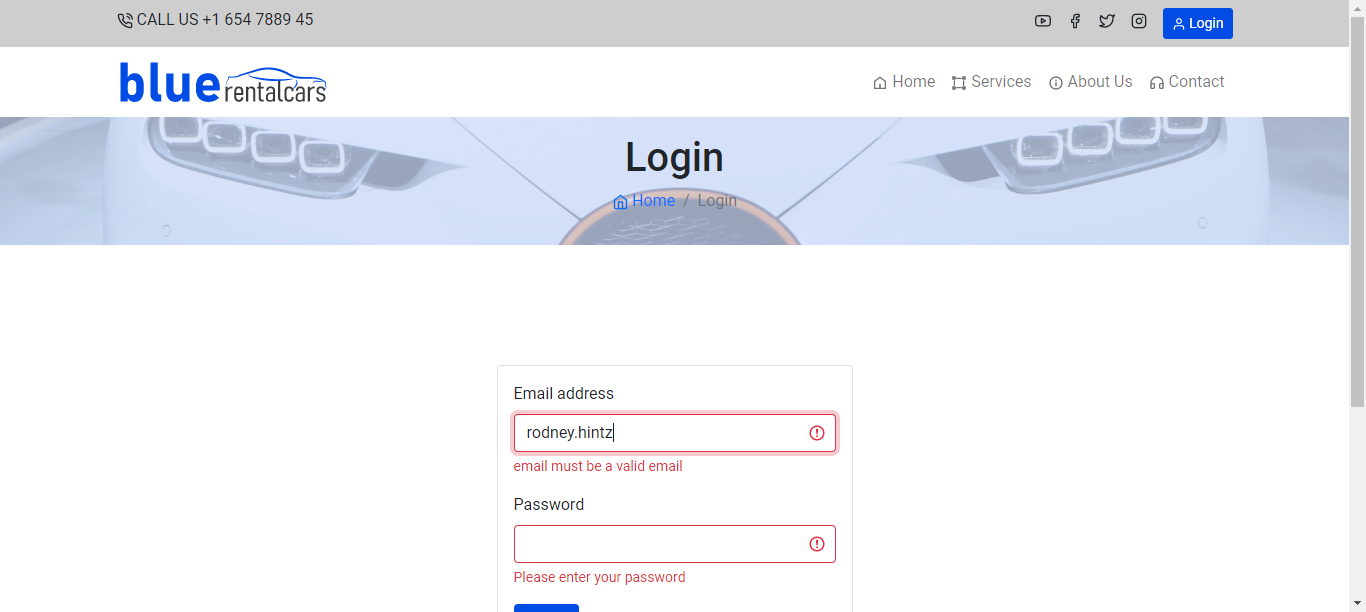 CALL US +1 654 7889 45
Login
blue rentalcars
Home Services About Us Contact
Login
Home / Login
Email address
rodney.hintz
email must be a valid email
Password
Please enter your password